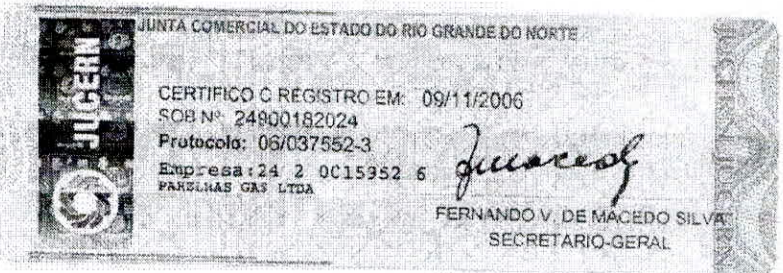 JUNTA COMERCIAL DO ESTADO DO RIO GRANDE DO NORTE
JUCERN
CERTIFICO O REGISTRO EM: 09/11/2006
SOB Nº: 24900182024
Protocolo: 06/037552-3
Empresa:24 2 0015952 6
PARELHAS GAS LTDA
FERNANDO V. DE MACEDO SILVA
SECRETARIO-GERAL